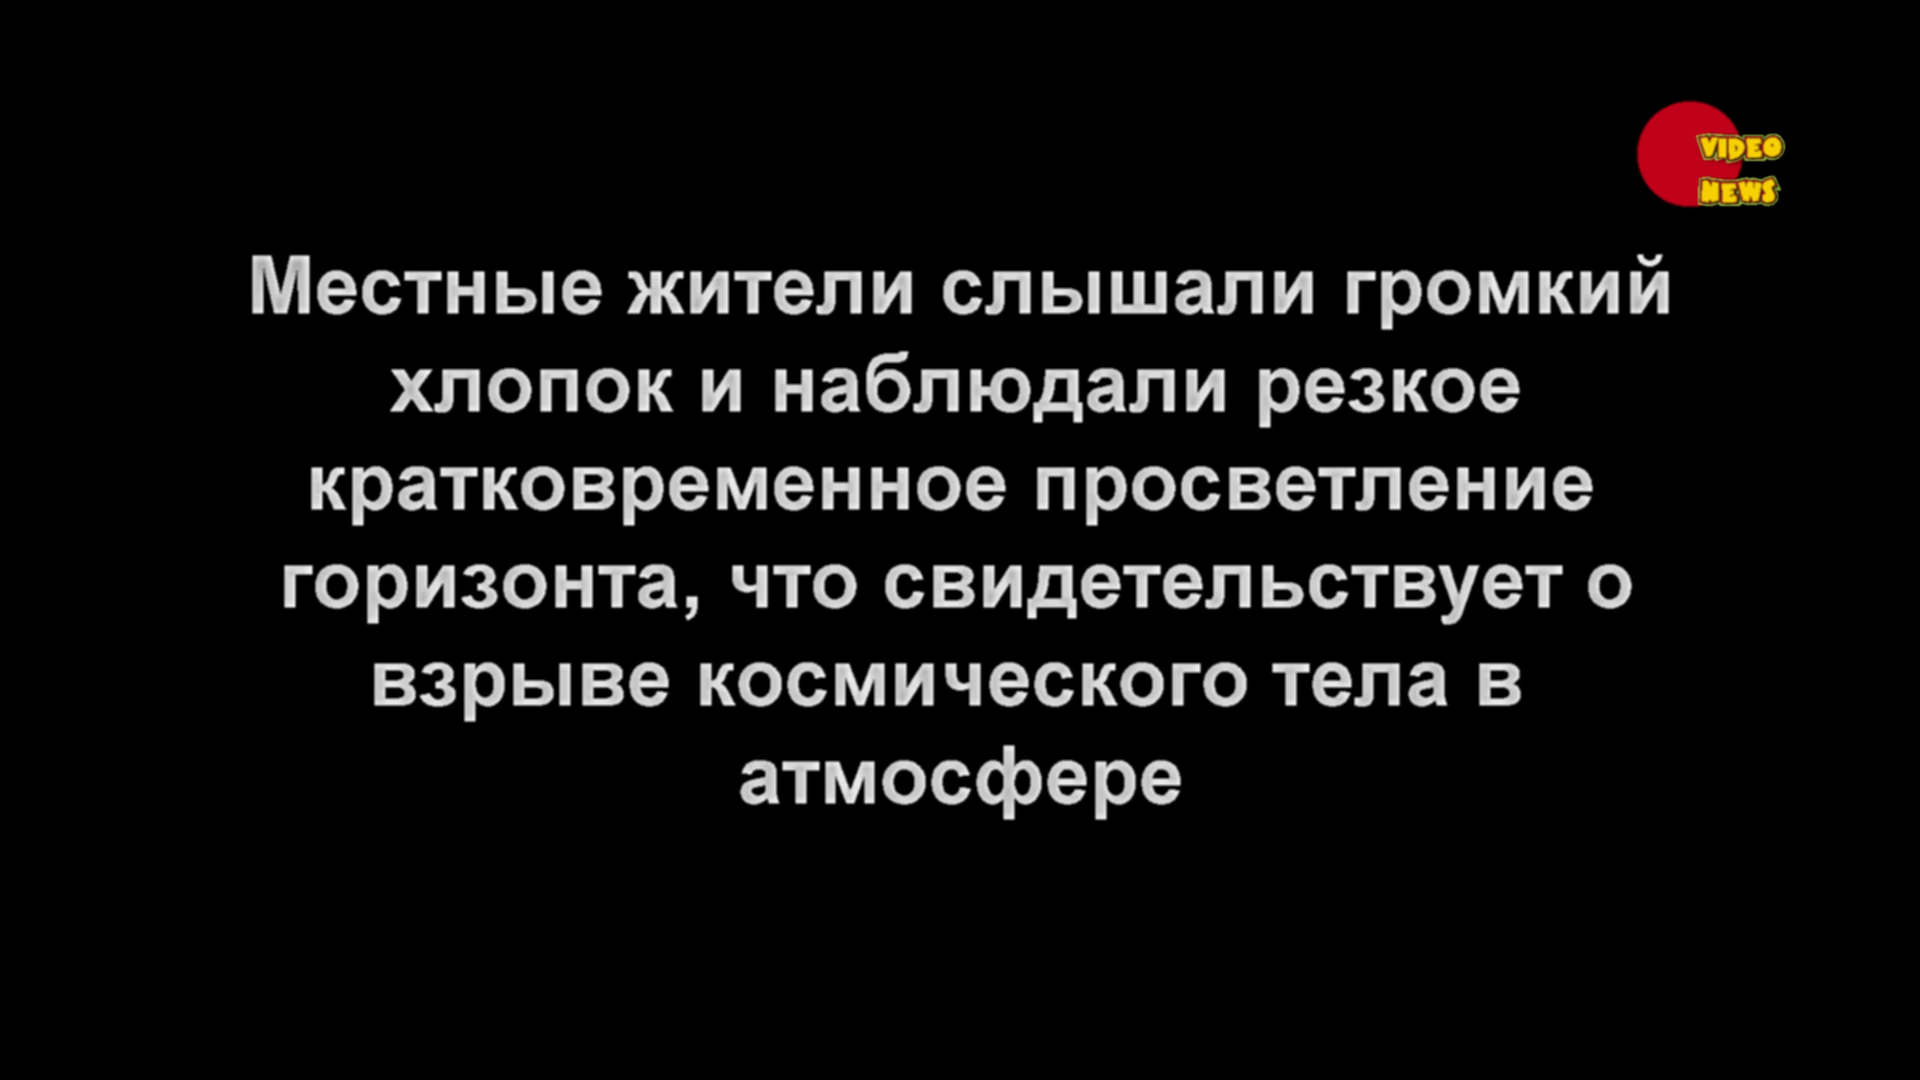 VIDEO
NEWS
Местные жители слышали громкий
хлопок и наблюдали резкое
кратковременное просветление
горизонта, что свидетельствует о
взрыве космического тела в
атмосфере